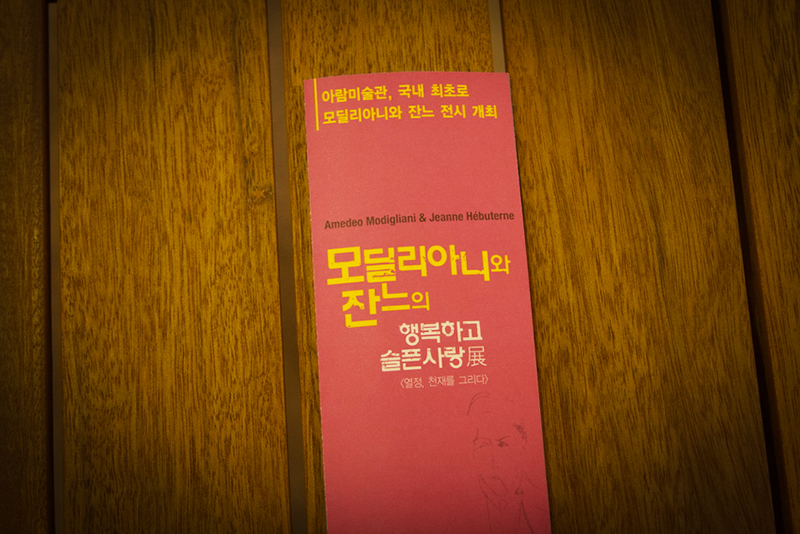 아람미술관, 국내 최초로
모딜리아니와 잔느 전시 개최
Amedeo Modigliani & Jeanne Hébuterne
모딜리아니와
잔느의
행복하고
슬픈사랑展
〈열정, 천재를 그리다〉